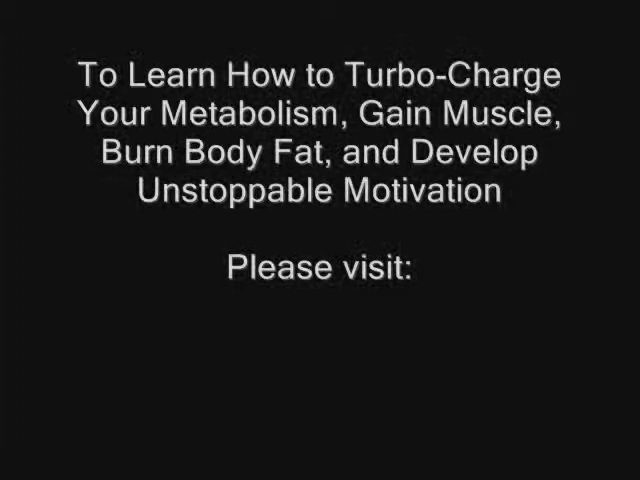 To Learn How to Turbo-Charge
Your Metabolism, Gain Muscle,
Burn Body Fat, and Develop
Unstoppable Motivation
Please visit: